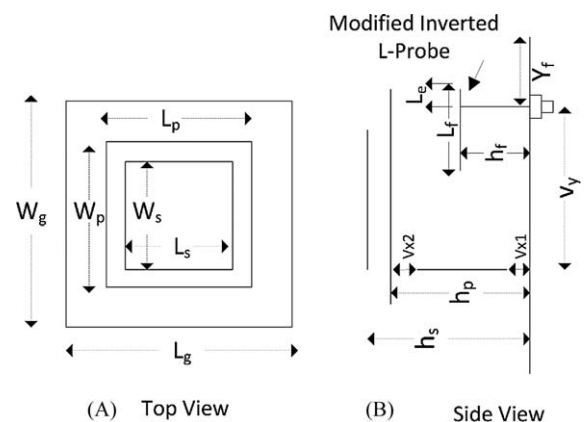 Modified Inverted
L-Probe
Lp
Wg
Wp
Ws
Ls
Lg
Le
Lf
hf
Yf
Vy
Vx2
Vx1
hp
hs
(A) Top View
(B) Side View